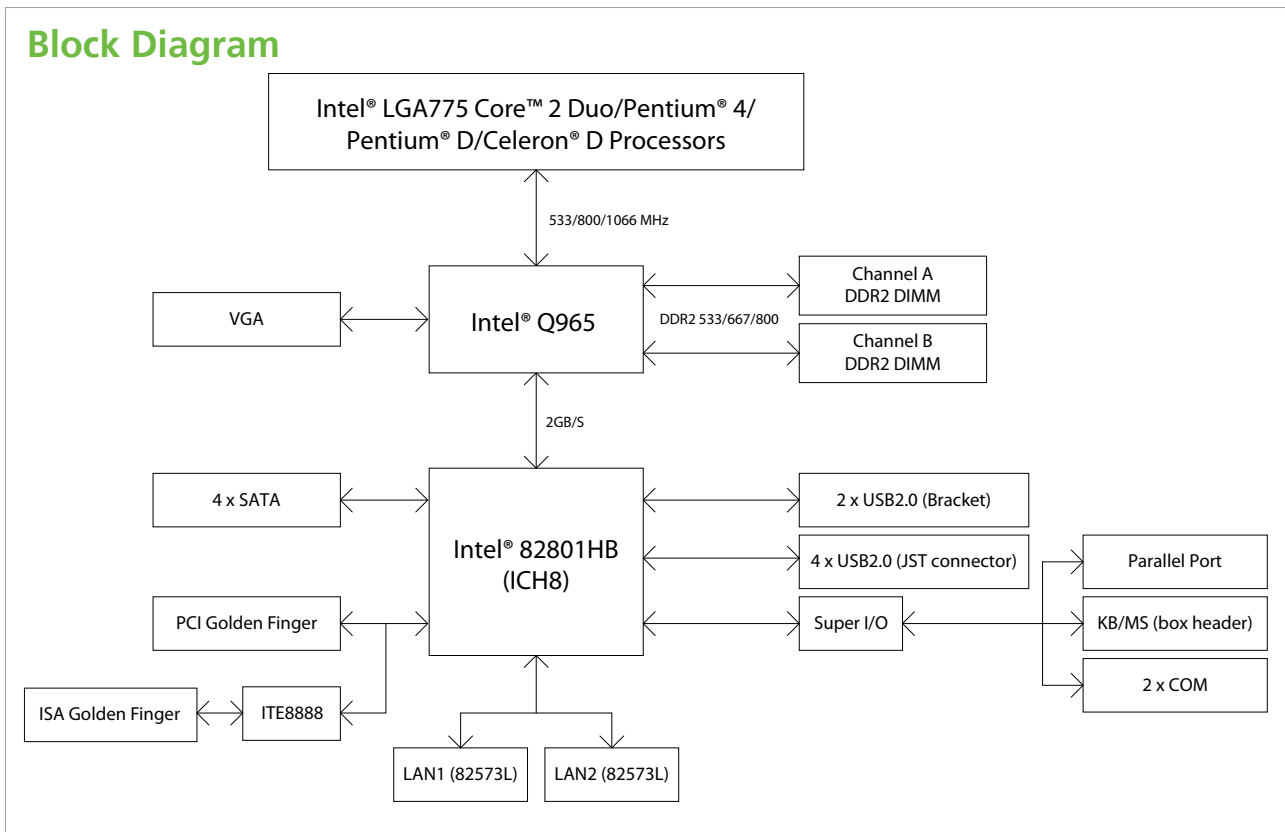 Block Diagram
Intel® LGA775 Core™ 2 Duo/Pentium® 4/
Pentium® D/Celeron® D Processors
533/800/1066 MHz
VGA
Intel® Q965
DDR2 533/667/800
Channel A
DDR2 DIMM
Channel B
DDR2 DIMM
2GB/S
4 x SATA
Intel® 82801HB
(ICH8)
2 x USB2.0 (Bracket)
4 x USB2.0 (JST connector)
Parallel Port
PCI Golden Finger
Super I/O
KB/MS (box header)
2 x COM
ISA Golden Finger
ITE8888
LAN1 (82573L)
LAN2 (82573L)